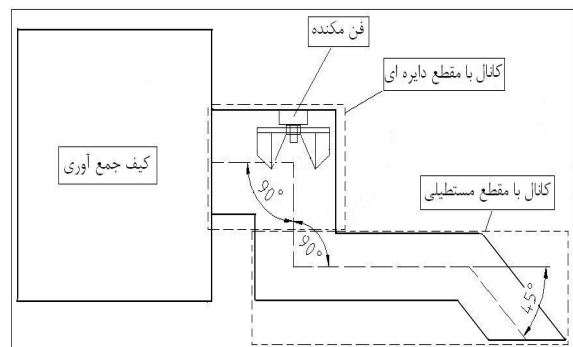 فن مکنده
کانال با مقطع دایره ای
کیف جمع آوری
کانال با مقطع مستطیلی
90°
90°
45°